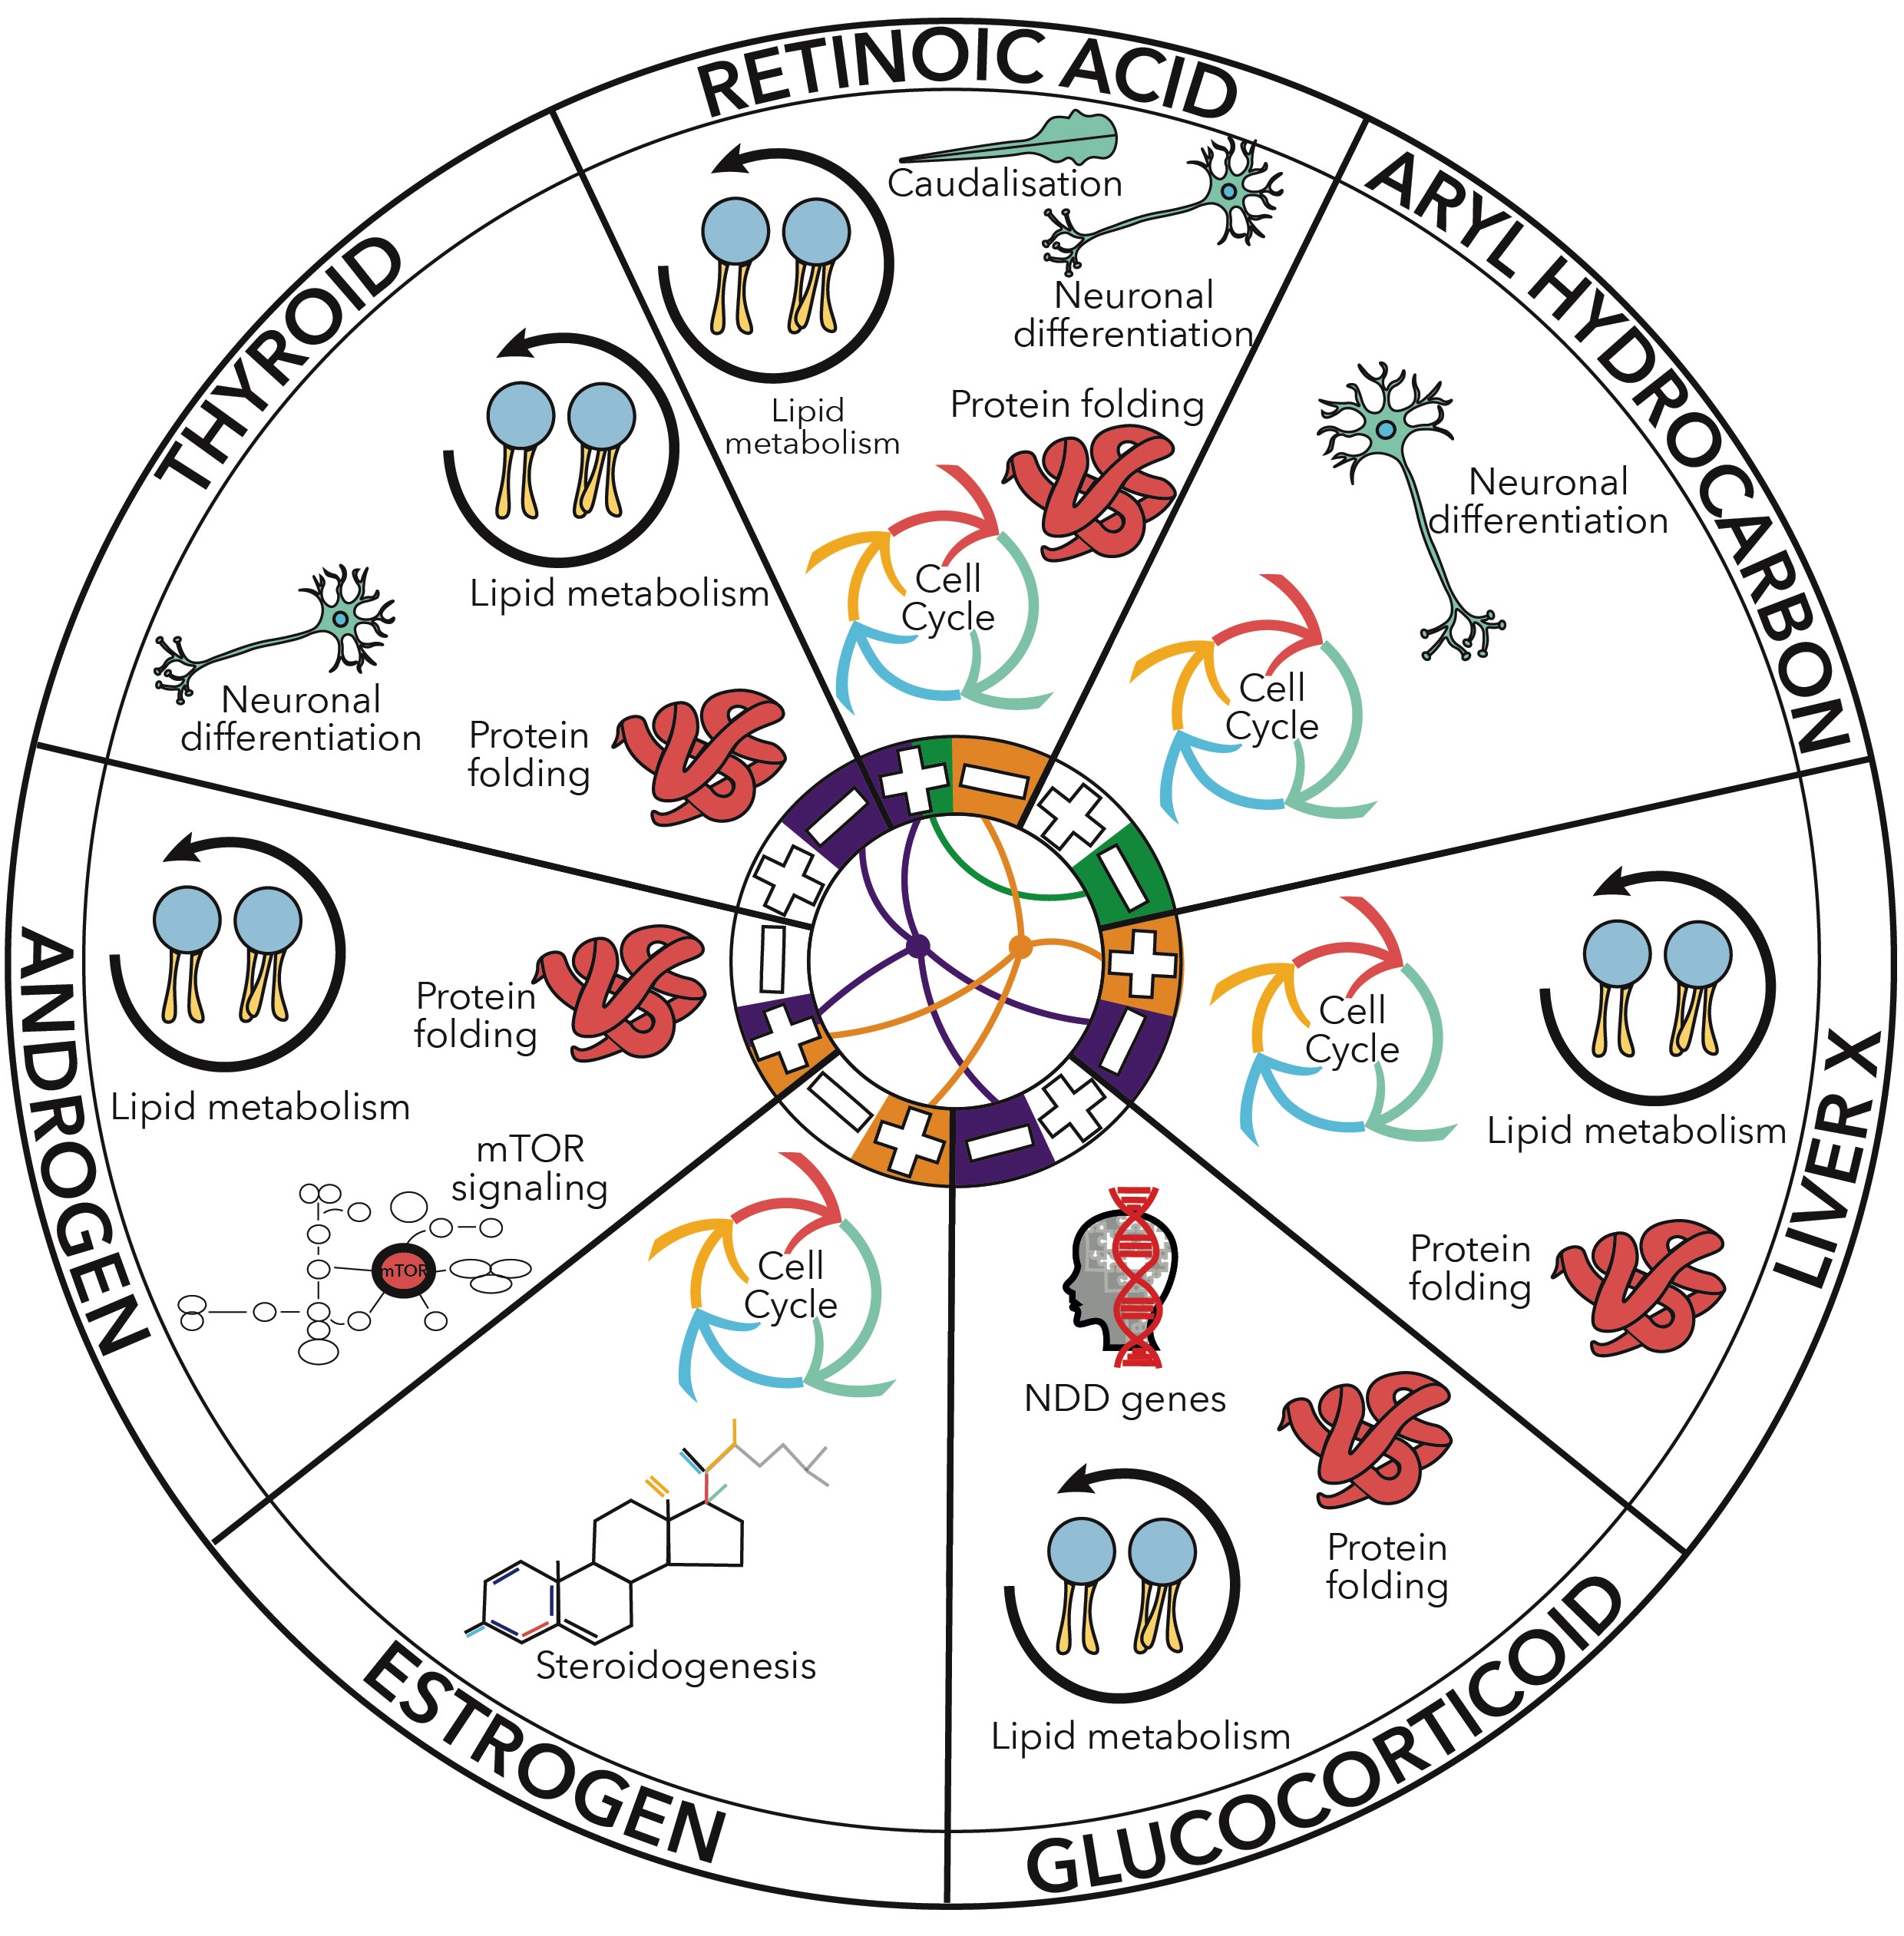 RETINOIC ACID
Caudalisation
Neuronal
differentiation
Lipid
metabolism
Protein folding
Cell
Cycle
ARYL HYDROCARBON
Neuronal
differentiation
Cell
Cycle
LIVER X
Cell
Cycle
Lipid metabolism
Protein
folding
GLUCOCORTICOID
NDD genes
Protein
folding
Lipid metabolism
ESTROGEN
Cell
Cycle
Steroidogenesis
ANDROGEN
Lipid metabolism
Protein
folding
mTOR
signaling
mTOR
THYROID
Lipid metabolism
Neuronal
differentiation
Protein
folding